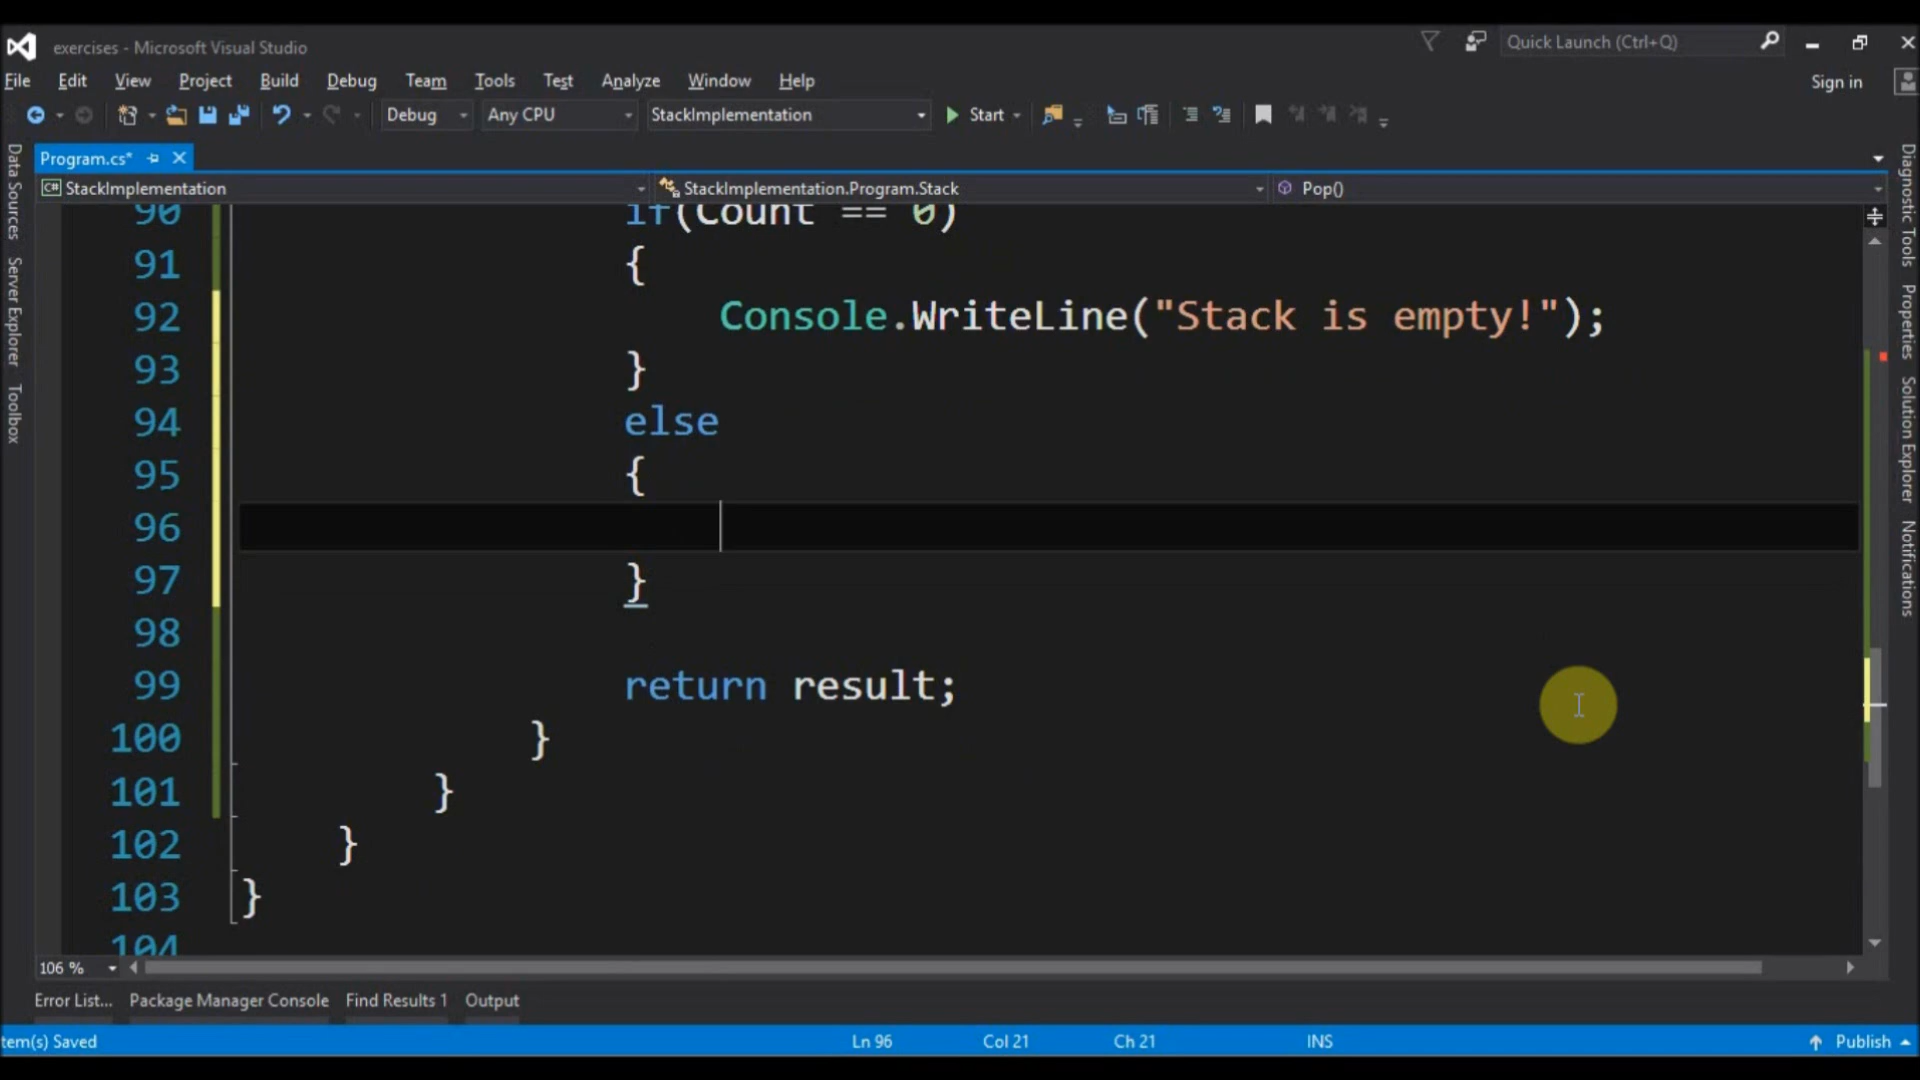 exercises - Microsoft Visual Studio
Quick Launch (Ctrl+Q)
File Edit View Project Build Debug Team Tools Test Analyze Window Help
Sign in
Debug Any CPU StackImplementation Start
Program.cs*
StackImplementation StackImplementation.Program.Stack Pop()
90 if(Count == 0)
91 {
92 Console.WriteLine("Stack is empty!");
93 }
94 else
95 {
96
97 }
98
99 return result;
100 }
101 }
102 }
103 }
104
106 %
Error List... Package Manager Console Find Results 1 Output
tem(s) Saved Ln 96 Col 21 Ch 21 INS Publish
Data Sources
Server Explorer
Toolbox
Diagnostic Tools
Properties
Solution Explorer
Notifications